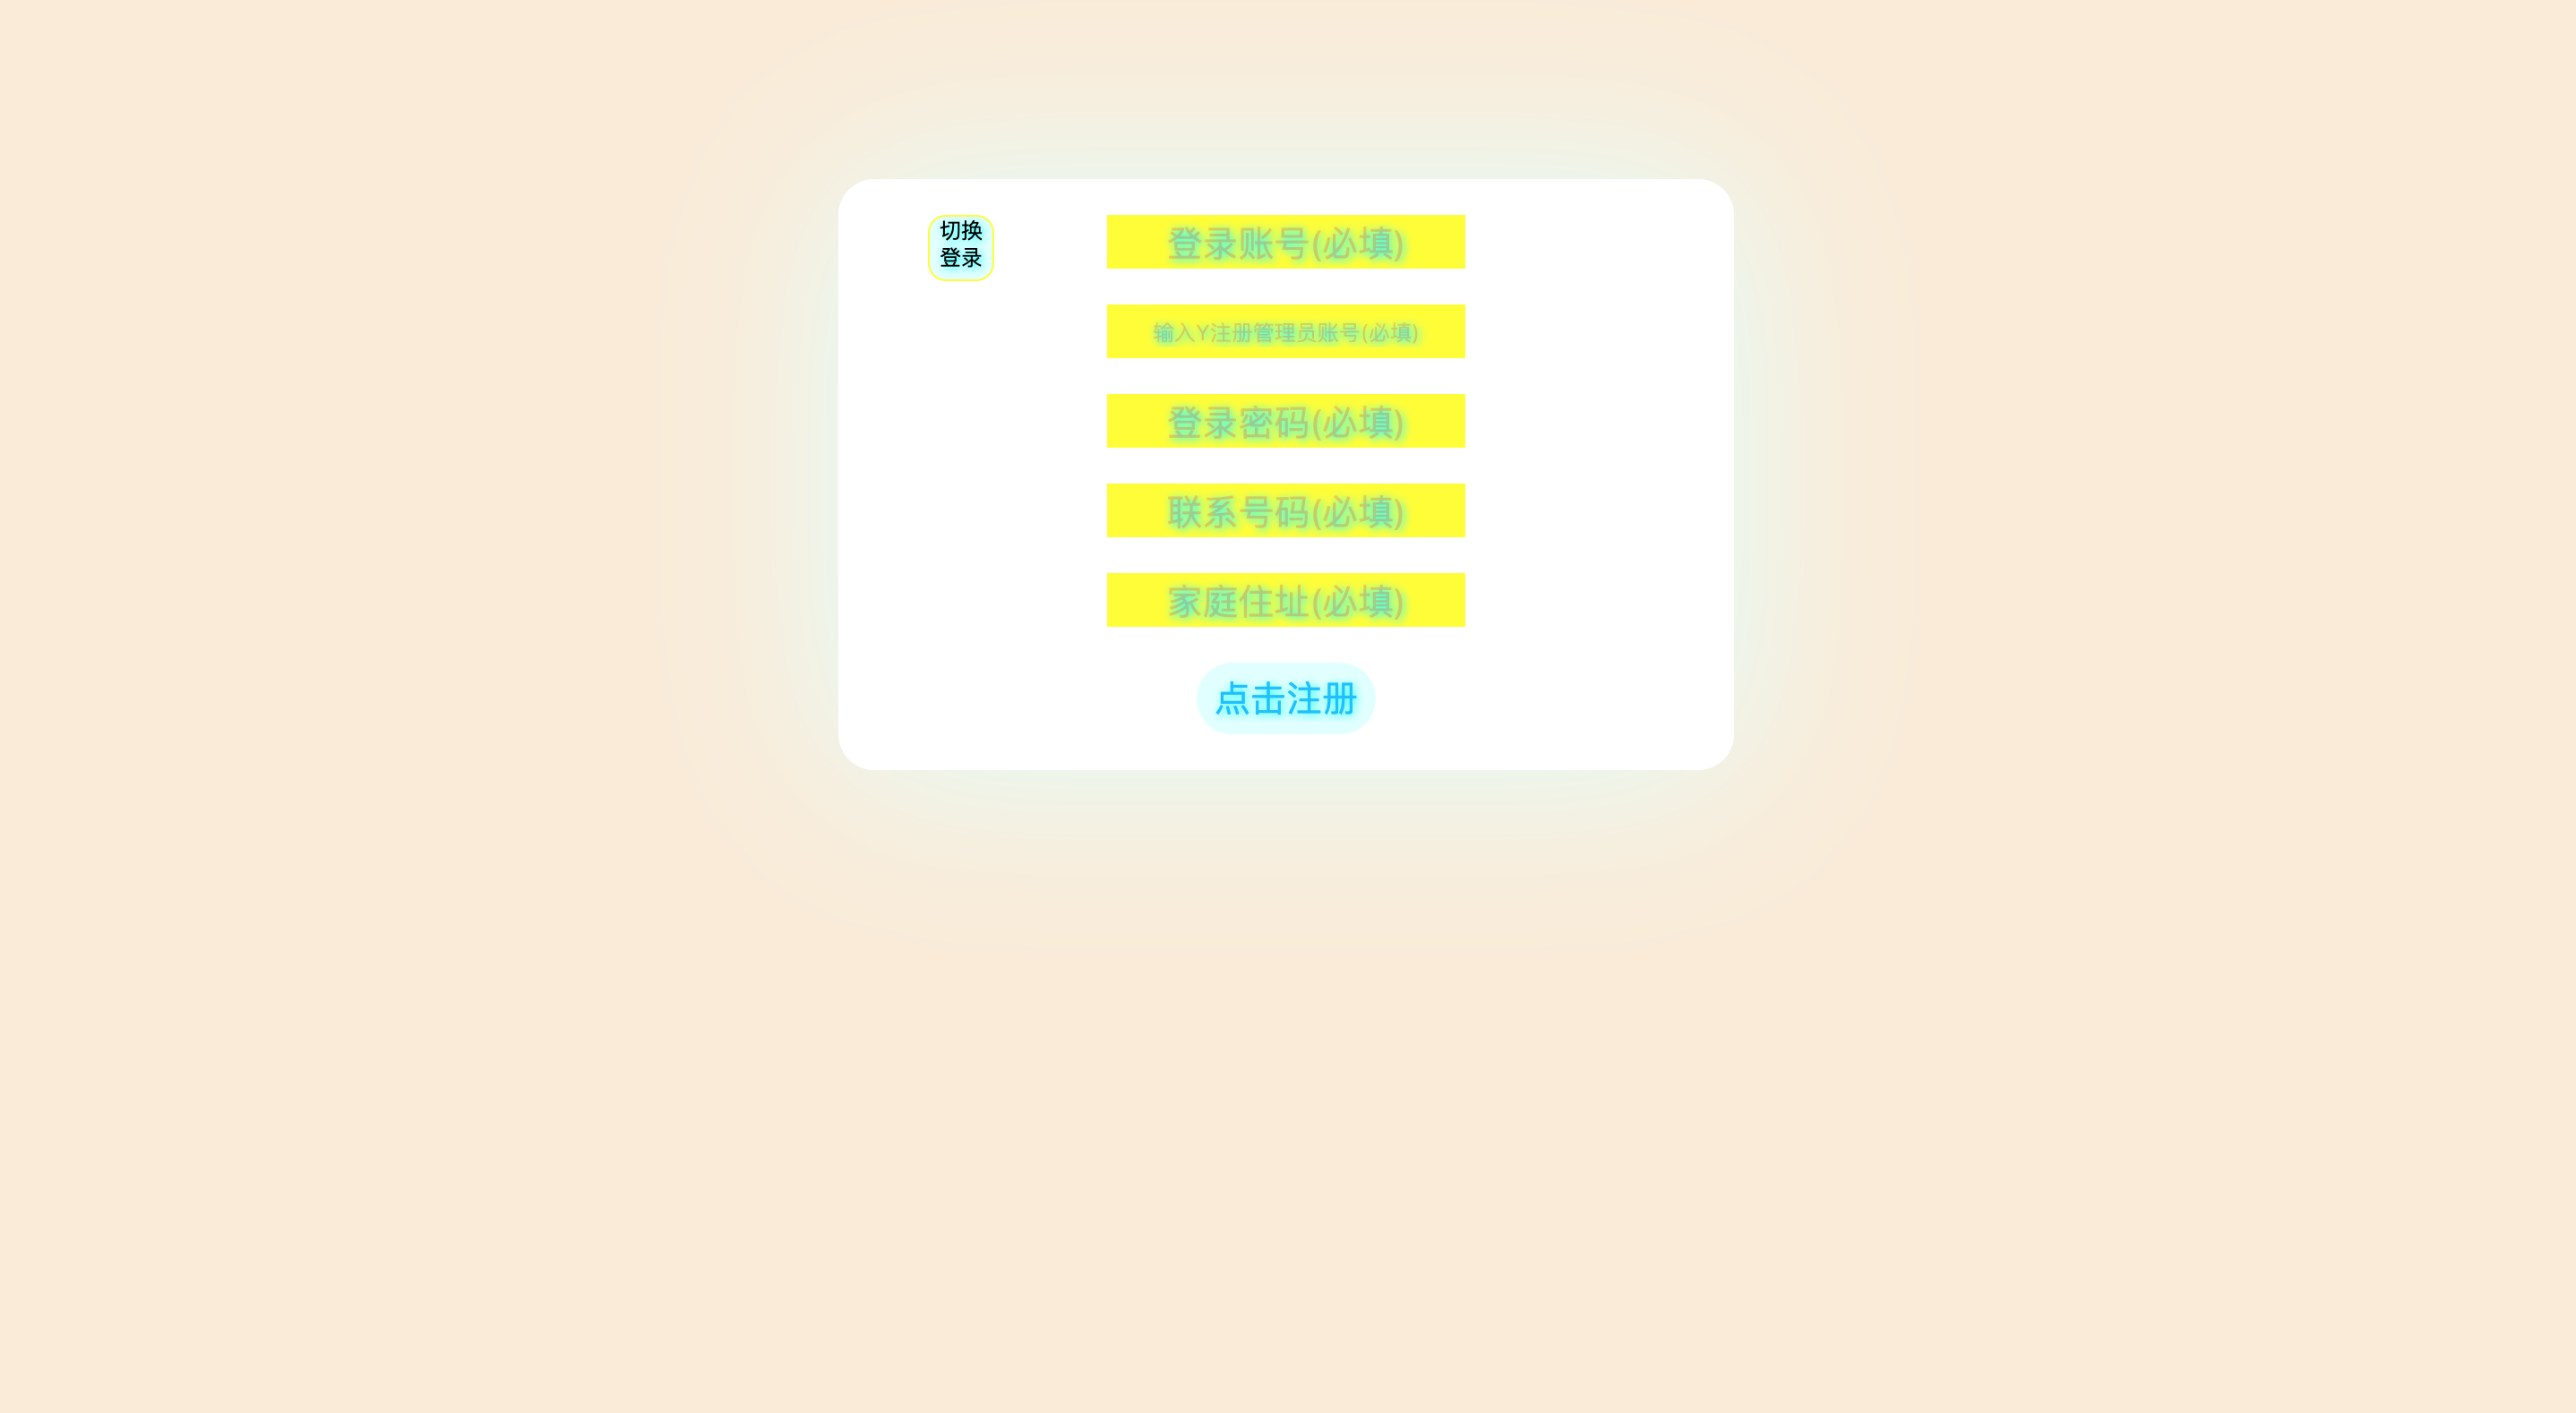 切换
登录
登录账号(必填)
输入Y注册管理员账号(必填)
登录密码(必填)
联系号码(必填)
家庭住址(必填)
点击注册